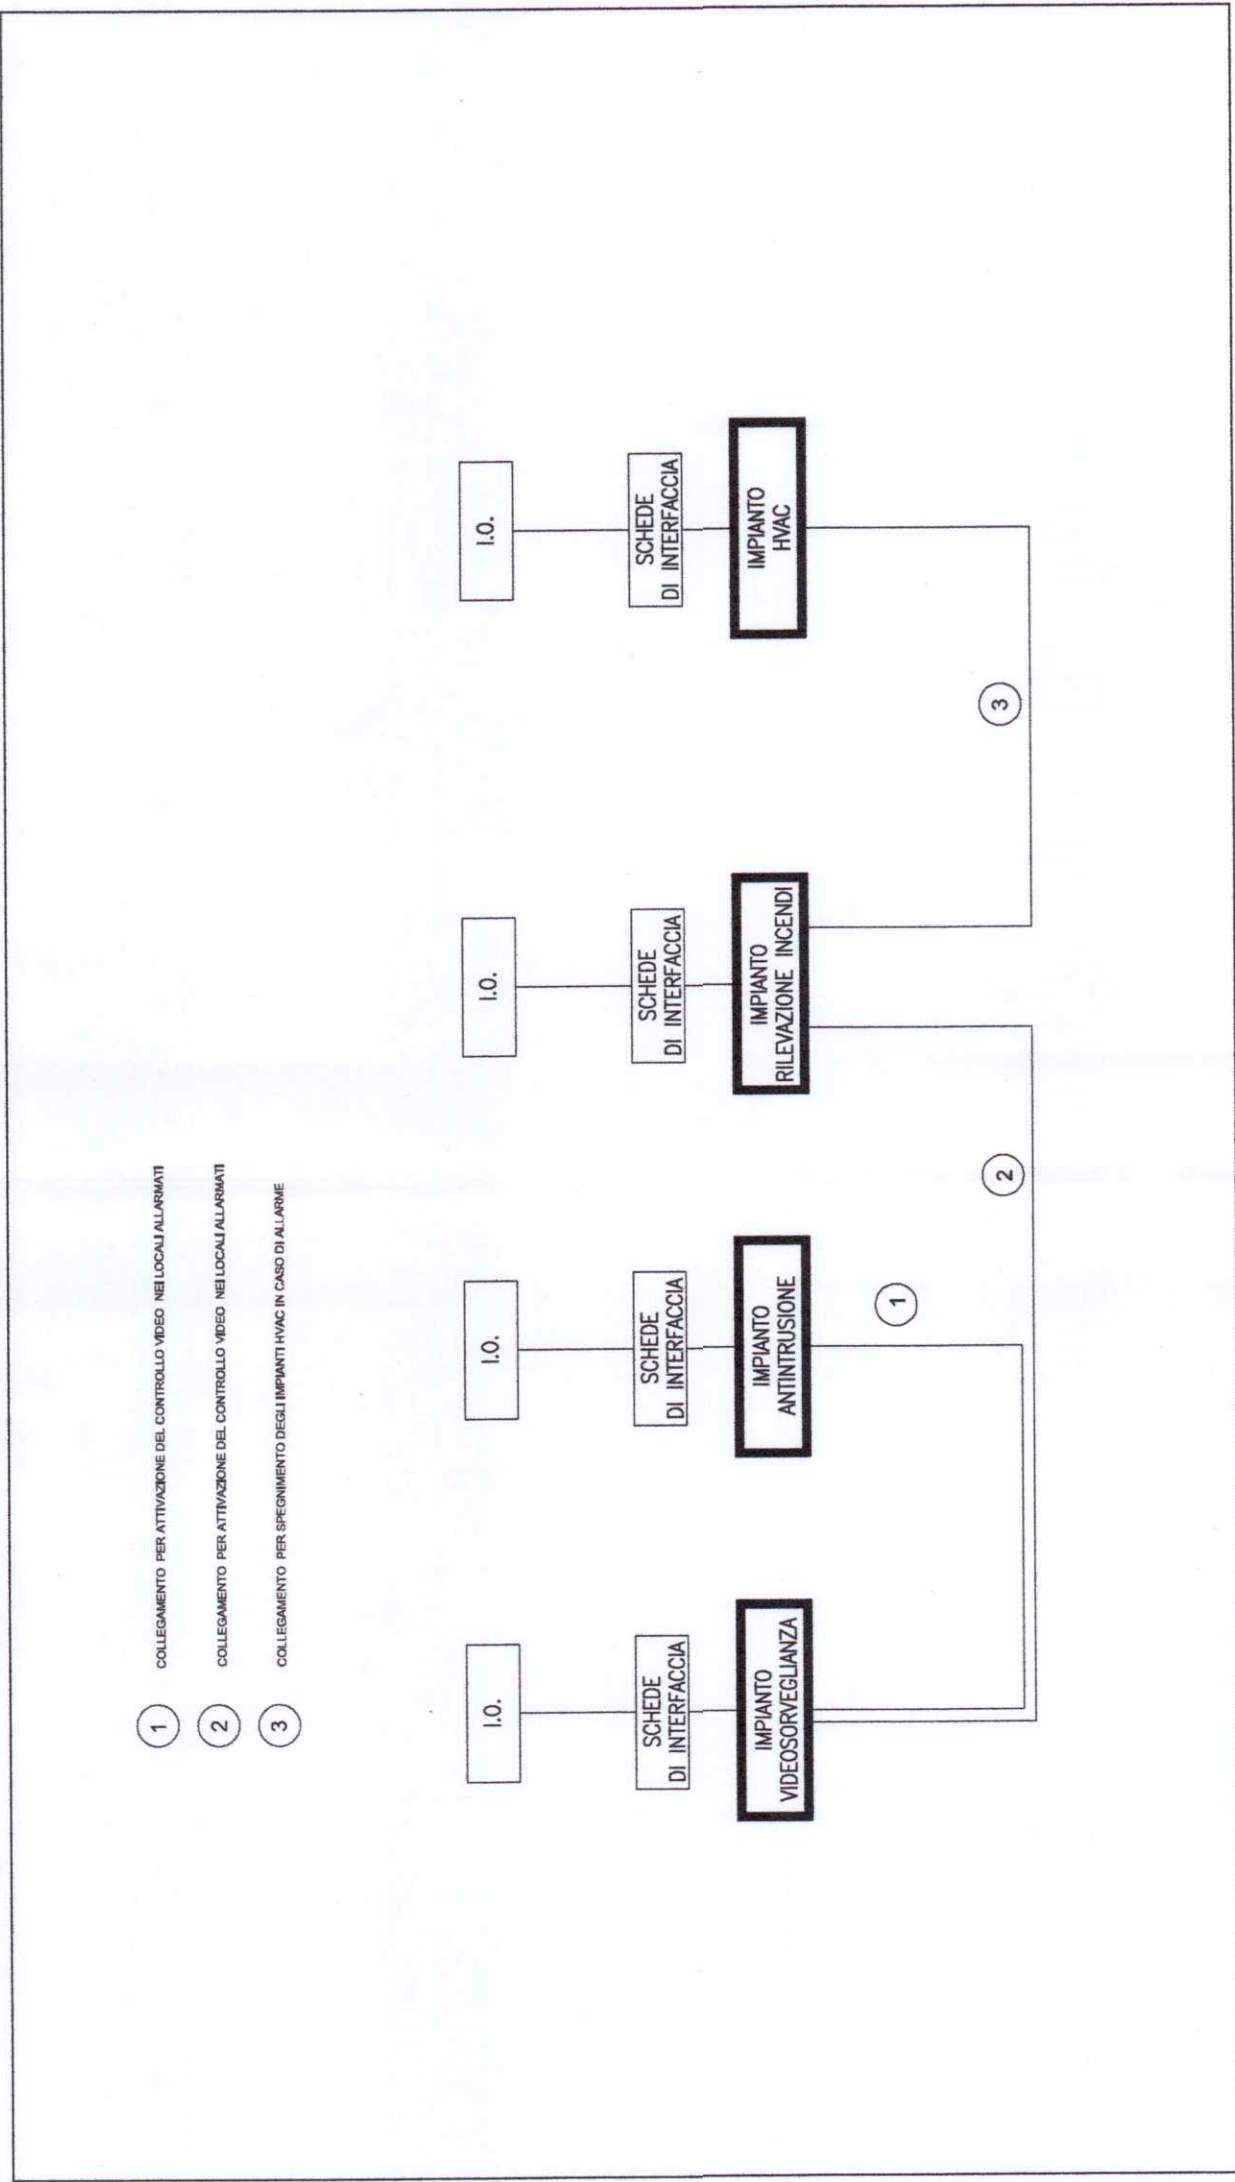 1
COLLEGAMENTO PER ATTIVAZIONE DEL CONTROLLO VIDEO NEI LOCALI ALLARMATI
2
COLLEGAMENTO PER ATTIVAZIONE DEL CONTROLLO VIDEO NEI LOCALI ALLARMATI
3
COLLEGAMENTO PER SPEGNIMENTO DEGLI IMPIANTI HVAC IN CASO DI ALLARME
I.O.
I.O.
I.O.
I.O.
SCHEDE
DI INTERFACCIA
SCHEDE
DI INTERFACCIA
SCHEDE
DI INTERFACCIA
SCHEDE
DI INTERFACCIA
IMPIANTO
VIDEOSORVEGLIANZA
IMPIANTO
ANTINTRUSIONE
IMPIANTO
RILEVAZIONE INCENDI
IMPIANTO
HVAC
1
2
3